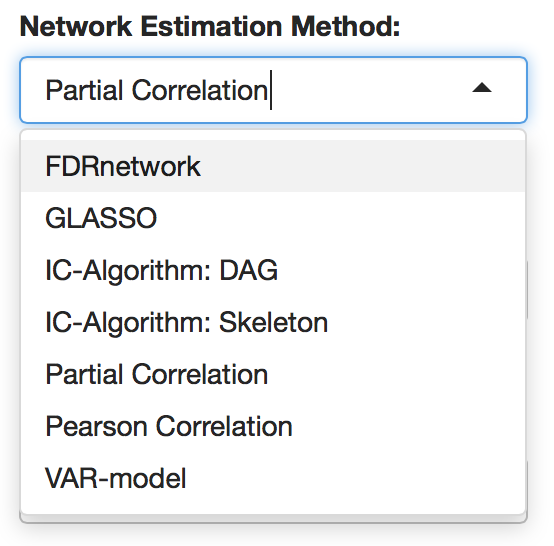 Network Estimation Method:
Partial Correlation
FDRnetwork
GLASSO
IC-Algorithm: DAG
IC-Algorithm: Skeleton
Partial Correlation
Pearson Correlation
VAR-model